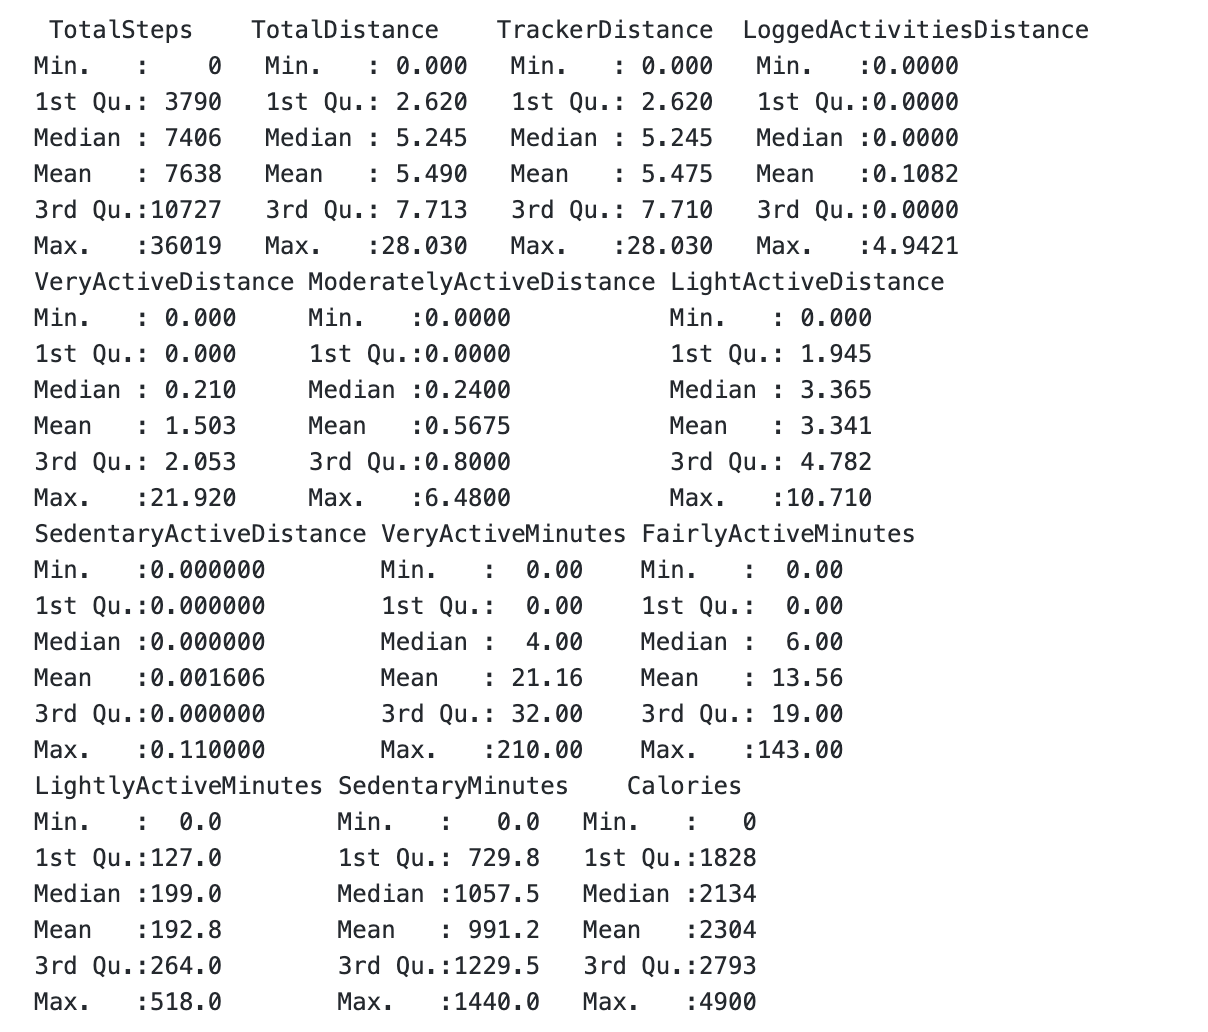 TotalSteps    TotalDistance    TrackerDistance  LoggedActivitiesDistance
Min.   :    0   Min.   : 0.000   Min.   : 0.000   Min.   :0.0000
1st Qu.: 3790   1st Qu.: 2.620   1st Qu.: 2.620   1st Qu.:0.0000
Median : 7406   Median : 5.245   Median : 5.245   Median :0.0000
Mean   : 7638   Mean   : 5.490   Mean   : 5.475   Mean   :0.1082
3rd Qu.:10727   3rd Qu.: 7.713   3rd Qu.: 7.710   3rd Qu.:0.0000
Max.   :36019   Max.   :28.030   Max.   :28.030   Max.   :4.9421
VeryActiveDistance ModeratelyActiveDistance LightActiveDistance
Min.   : 0.000     Min.   :0.0000           Min.   : 0.000
1st Qu.: 0.000     1st Qu.:0.0000           1st Qu.: 1.945
Median : 0.210     Median :0.2400           Median : 3.365
Mean   : 1.503     Mean   :0.5675           Mean   : 3.341
3rd Qu.: 2.053     3rd Qu.:0.8000           3rd Qu.: 4.782
Max.   :21.920     Max.   :6.4800           Max.   :10.710
SedentaryActiveDistance VeryActiveMinutes FairlyActiveMinutes
Min.   :0.000000        Min.   :  0.00    Min.   :  0.00
1st Qu.:0.000000        1st Qu.:  0.00    1st Qu.:  0.00
Median :0.000000        Median :  4.00    Median :  6.00
Mean   :0.001606        Mean   : 21.16    Mean   : 13.56
3rd Qu.:0.000000        3rd Qu.: 32.00    3rd Qu.: 19.00
Max.   :0.110000        Max.   :210.00    Max.   :143.00
LightlyActiveMinutes SedentaryMinutes    Calories
Min.   :  0.0        Min.   :   0.0   Min.   :   0
1st Qu.:127.0        1st Qu.: 729.8   1st Qu.:1828
Median :199.0        Median :1057.5   Median :2134
Mean   :192.8        Mean   : 991.2   Mean   :2304
3rd Qu.:264.0        3rd Qu.:1229.5   3rd Qu.:2793
Max.   :518.0        Max.   :1440.0   Max.   :4900